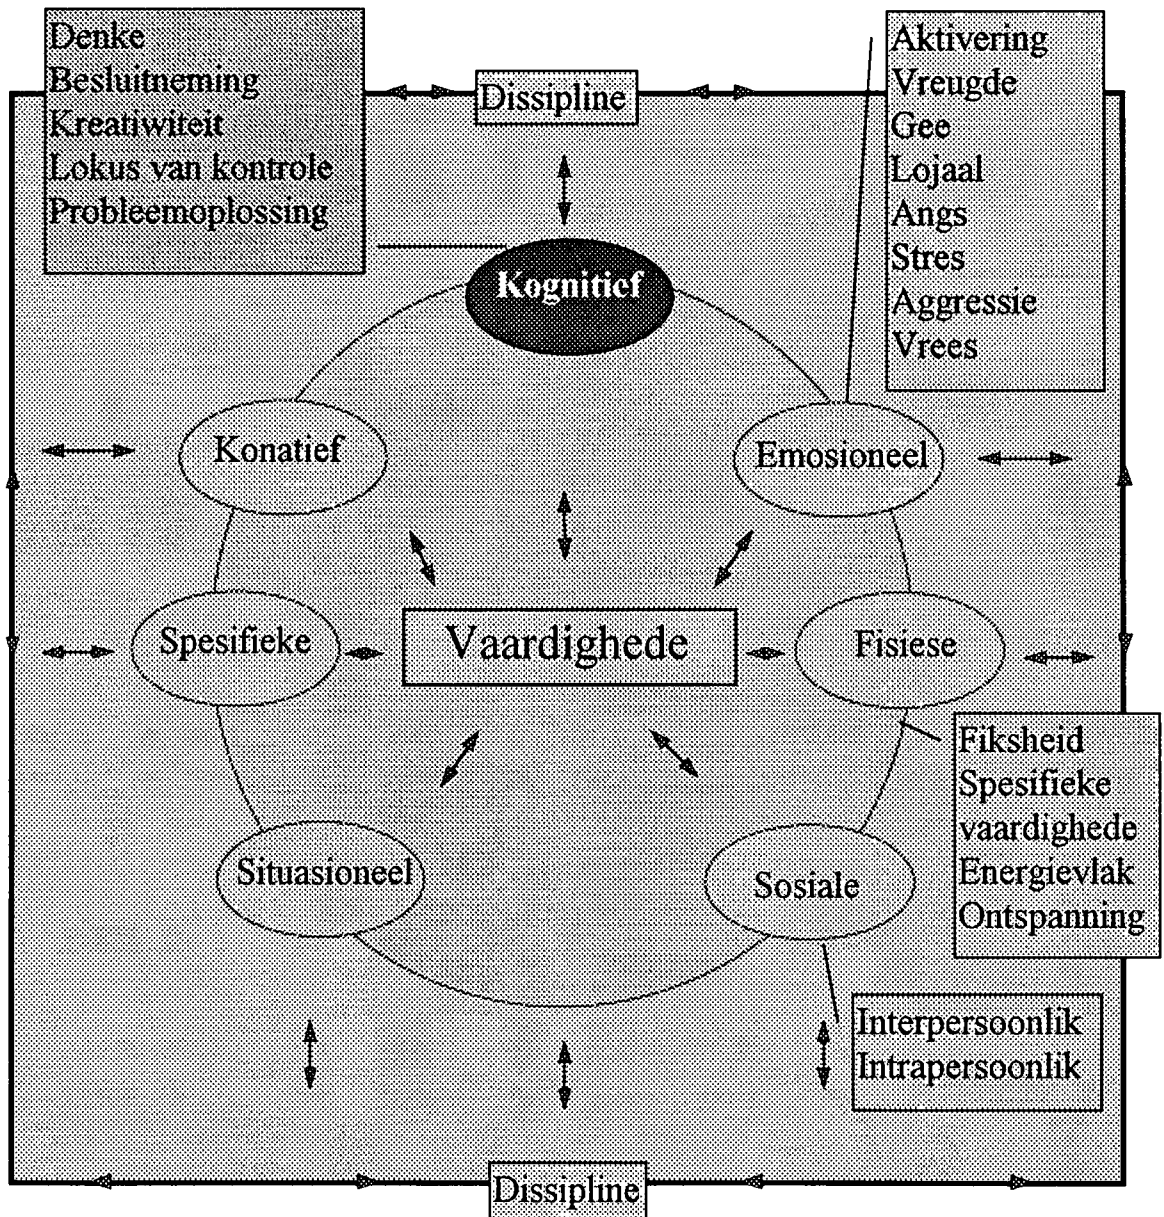 Denke
Besluitneming
Kreatiwiteit
Lokus van kontrole
Probleemoplossing
Dissipline
Aktivering
Vreugde
Gee
Lojaal
Angs
Stres
Aggressie
Vrees
Kognitief
Konatief
Emosioneel
Spesifieke
Vaardighede
Fisiese
Fiksheid
Spesifieke
vaardighede
Energievlak
Ontspanning
Situasioneel
Sosiale
Interpersoonlik
Intrapersoonlik
Dissipline